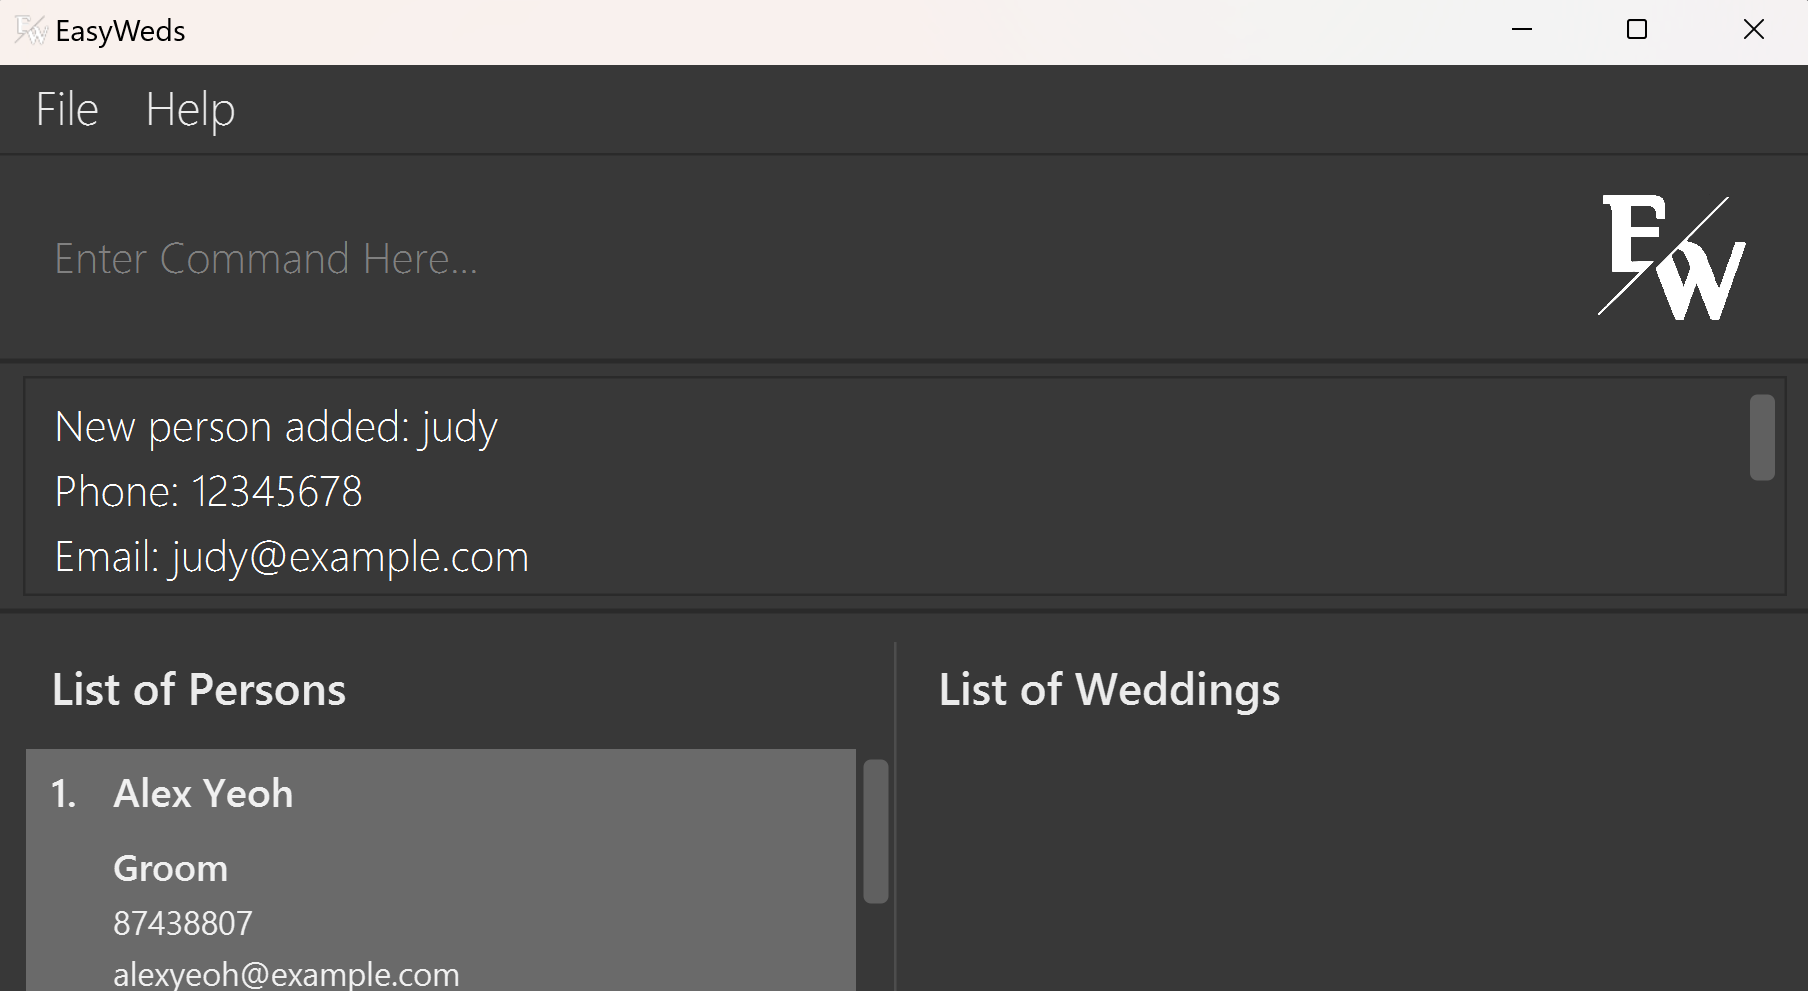 EasyWeds
File Help
Enter Command Here...
EW
New person added: judy
Phone: 12345678
Email: judy@example.com
List of Persons
List of Weddings
1. Alex Yeoh
Groom
87438807
alexyeoh@example.com